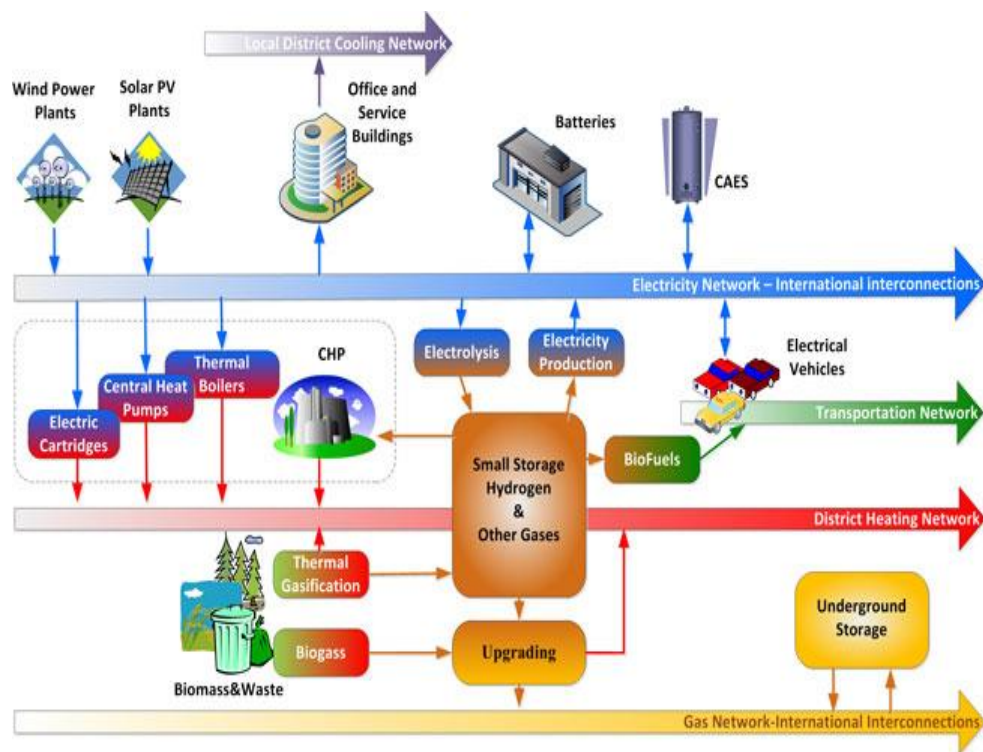 Local District Cooling Network
Wind Power
Plants
Solar PV
Plants
Office and
Service
Buildings
Batteries
CAES
Electricity Network – International interconnections
Electrolysis
Electricity
Production
Electrical
Vehicles
Thermal
Boilers
CHP
Central Heat
Pumps
Electric
Cartridges
Transportation Network
BioFuels
Small Storage
Hydrogen
&
Other Gases
District Heating Network
Thermal
Gasification
Underground
Storage
Biogass
Upgrading
Biomass&Waste
Gas Network-International Interconnections